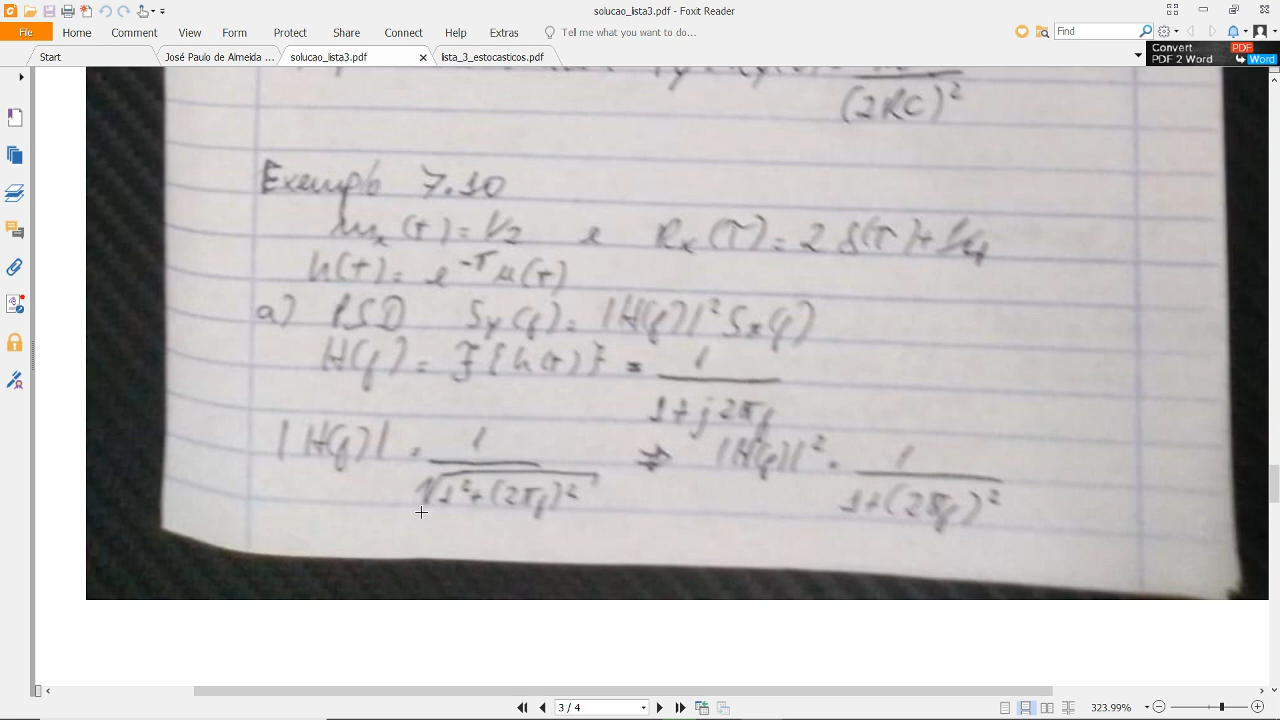 solucao_lista3.pdf - Foxit Reader
File Home Comment View Form Protect Share Connect Help Extras Tell me what you want to do... Find
Start José Paulo de Almeida ... solucao_lista3.pdf lista_3_estocasticos.pdf
Convert PDF
PDF 2 Word Word
(2RC)²
Exemplo 7.10
mₓ(t) = 1/2 e Rₓ(τ) = 2δ(τ) + 1/4
h(t) = e⁻ᵗ u(t)
a) PSD Sy(f) = |H(f)|² Sx(f)
H(f) = F{h(t)} = 1 / (1 + j2πf)
|H(f)| = 1 / √(1² + (2πf)²) ⇒ |H(f)|² = 1 / (1 + (2πf)²)
3 / 4
323.99%